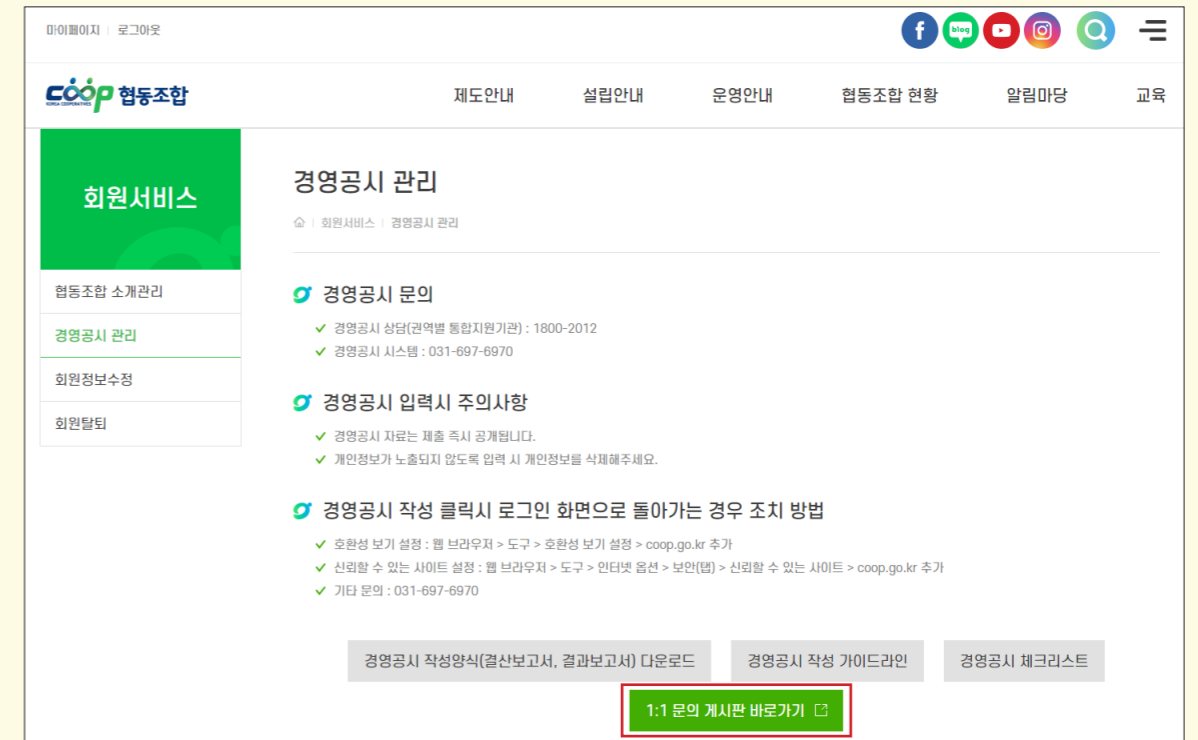 마이페이지 로그아웃
blog
COOP 협동조합
KOREA COOPERATIVES
제도안내 설립안내 운영안내 협동조합 현황 알림마당 교육
회원서비스
협동조합 소개관리
경영공시 관리
회원정보수정
회원탈퇴
경영공시 관리
회원서비스 경영공시 관리
경영공시 문의
경영공시 상담(권역별 통합지원기관) : 1800-2012
경영공시 시스템 : 031-697-6970
경영공시 입력시 주의사항
경영공시 자료는 제출 즉시 공개됩니다.
개인정보가 노출되지 않도록 입력 시 개인정보를 삭제해주세요.
경영공시 작성 클릭시 로그인 화면으로 돌아가는 경우 조치 방법
호환성 보기 설정 : 웹 브라우저 > 도구 > 호환성 보기 설정 > coop.go.kr 추가
신뢰할 수 있는 사이트 설정 : 웹 브라우저 > 도구 > 인터넷 옵션 > 보안(탭) > 신뢰할 수 있는 사이트 > coop.go.kr 추가
기타 문의 : 031-697-6970
경영공시 작성양식(결산보고서, 결과보고서) 다운로드 경영공시 작성 가이드라인 경영공시 체크리스트
1:1 문의 게시판 바로가기